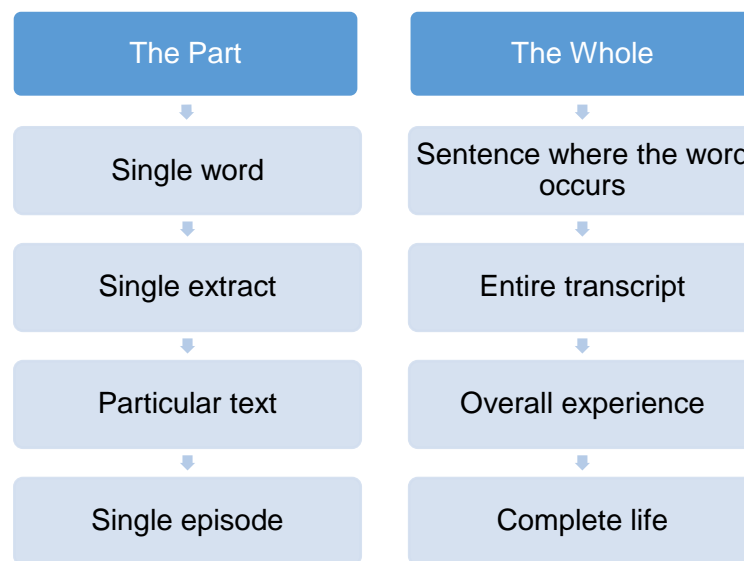 The Part
Single word
Single extract
Particular text
Single episode
The Whole
Sentence where the word
occurs
Entire transcript
Overall experience
Complete life